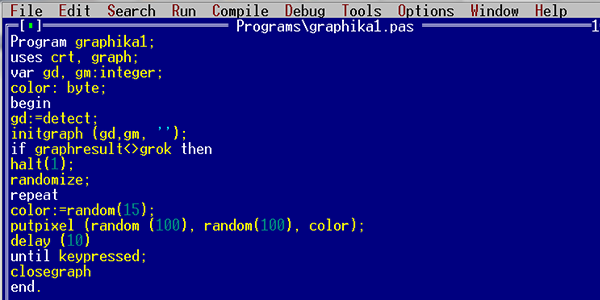 File Edit Search Run Compile Debug Tools Options Window Help
[▪] Programs\graphika1.pas 1
Program graphika1;
uses crt, graph;
var gd, gm:integer;
color: byte;
begin
gd:=detect;
initgraph (gd,gm, '');
if graphresult<>grok then
halt(1);
randomize;
repeat
color:=random(15);
putpixel (random (100), random(100), color);
delay (10)
until keypressed;
closegraph
end.